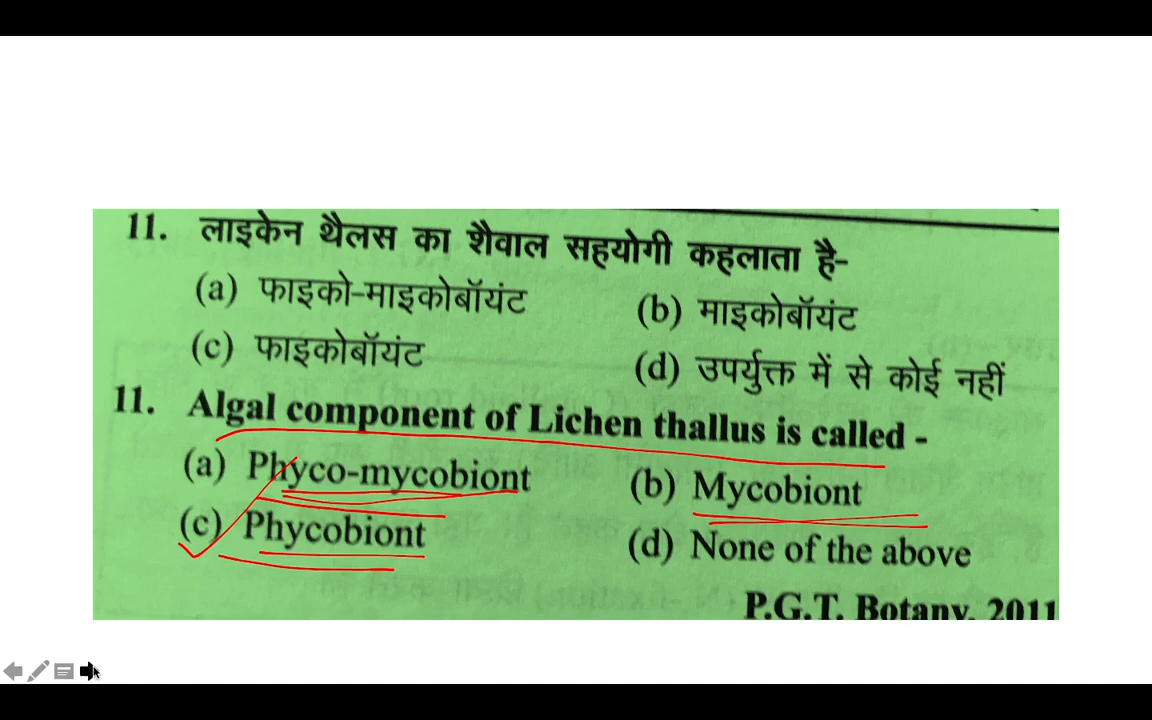 11. लाइकेन थैलस का शैवाल सहयोगी कहलाता है-
(a) फाइको-माइकोबॉयंट (b) माइकोबॉयंट
(c) फाइकोबॉयंट (d) उपर्युक्त में से कोई नहीं
11. Algal component of Lichen thallus is called -
(a) Phyco-mycobiont (b) Mycobiont
(c) Phycobiont (d) None of the above
P.G.T. Botany, 2011